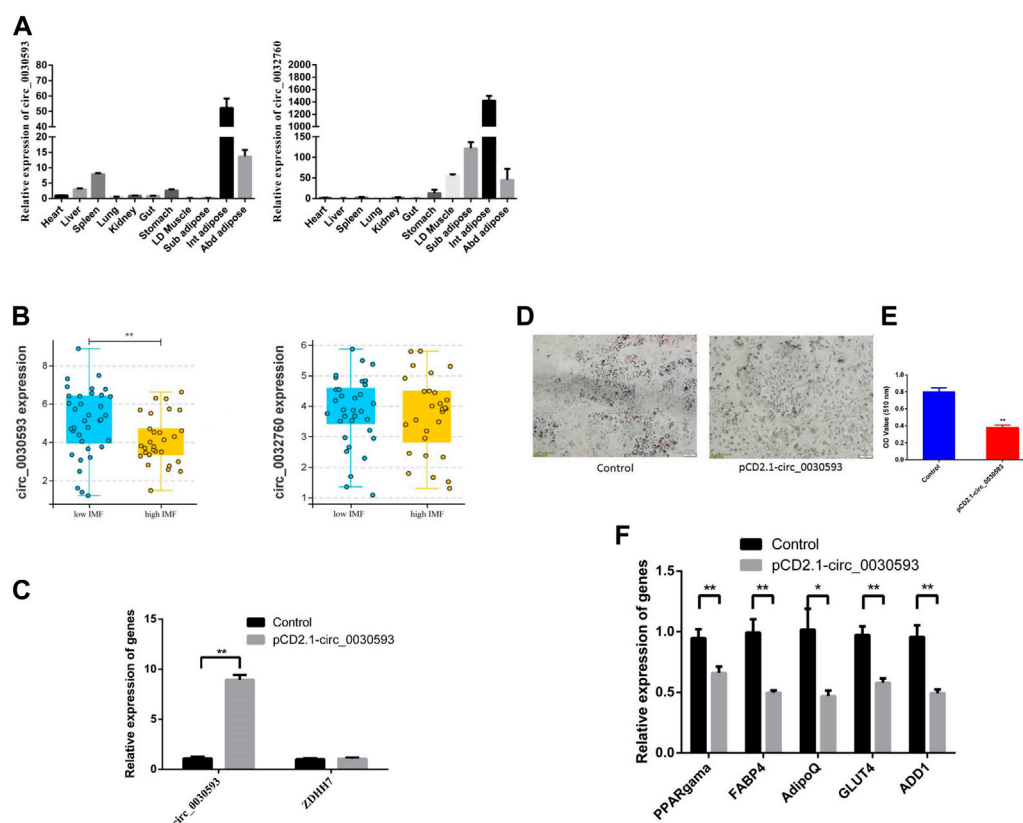 A
Relative expression of circ_0030593
80
70
60
50
40
20
15
10
5
0
Heart
Liver
Spleen
Lung
Kidney
Gut
Stomach
LD Muscle
Sub adipose
Int adipose
Abd adipose
Relative expression of circ_0032760
2000
1800
1600
1400
1200
1000
150
100
50
0
Heart
Liver
Spleen
Lung
Kidney
Gut
Stomach
LD Muscle
Sub adipose
Int adipose
Abd adipose
B
circ_0030593 expression
**
8
6
4
2
low IMF
high IMF
circ_0032760 expression
6
5
4
3
2
1
low IMF
high IMF
D
Control
pCD2.1-circ_0030593
E
OD Value (510 nm)
1.0
0.8
0.6
0.4
0.2
0.0
**
Control
pCD2.1-circ_0030593
C
Relative expression of genes
Control
pCD2.1-circ_0030593
15
10
5
0
**
circ_0030593
ZDHH7
F
Relative expression of genes
Control
pCD2.1-circ_0030593
1.5
1.0
0.5
0.0
**
**
*
**
**
PPARgama
FABP4
AdipoQ
GLUT4
ADD1